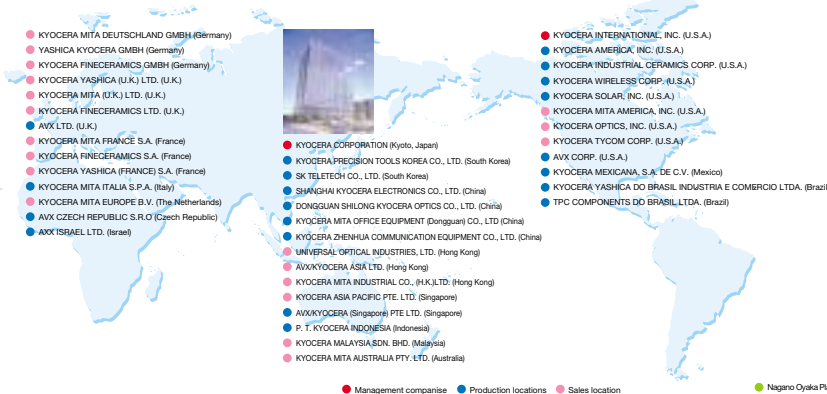 KYOCERA MITA DEUTSCHLAND GMBH (Germany)
YASHICA KYOCERA GMBH (Germany)
KYOCERA FINECERAMICS GMBH (Germany)
KYOCERA YASHICA (U.K.) LTD. (U.K.)
KYOCERA MITA (U.K.) LTD. (U.K.)
KYOCERA FINECERAMICS LTD. (U.K.)
AVX LTD. (U.K.)
KYOCERA MITA FRANCE S.A. (France)
KYOCERA FINECERAMICS S.A. (France)
KYOCERA YASHICA (FRANCE) S.A. (France)
KYOCERA MITA ITALIA S.P.A. (Italy)
KYOCERA MITA EUROPE B.V. (The Netherlands)
AVX CZECH REPUBLIC S.R.O (Czech Republic)
AXX ISRAEL LTD. (Israel)
KYOCERA CORPORATION (Kyoto, Japan)
KYOCERA PRECISION TOOLS KOREA CO., LTD. (South Korea)
SK TELETECH CO., LTD. (South Korea)
SHANGHAI KYOCERA ELECTRONICS CO., LTD. (China)
DONGGUAN SHILONG KYOCERA OPTICS CO., LTD. (China)
KYOCERA MITA OFFICE EQUIPMENT (Dongguan) CO., LTD (China)
KYOCERA ZHENHUA COMMUNICATION EQUIPMENT CO., LTD. (China)
UNIVERSAL OPTICAL INDUSTRIES, LTD. (Hong Kong)
AVX/KYOCERA ASIA LTD. (Hong Kong)
KYOCERA MITA INDUSTRIAL CO., (H.K.)LTD. (Hong Kong)
KYOCERA ASIA PACIFIC PTE. LTD. (Singapore)
AVX/KYOCERA (Singapore) PTE LTD. (Singapore)
P. T. KYOCERA INDONESIA (Indonesia)
KYOCERA MALAYSIA SDN. BHD. (Malaysia)
KYOCERA MITA AUSTRALIA PTY. LTD. (Australia)
KYOCERA INTERNATIONAL, INC. (U.S.A.)
KYOCERA AMERICA, INC. (U.S.A.)
KYOCERA INDUSTRIAL CERAMICS CORP. (U.S.A.)
KYOCERA WIRELESS CORP. (U.S.A.)
KYOCERA SOLAR, INC. (U.S.A.)
KYOCERA MITA AMERICA, INC. (U.S.A.)
KYOCERA OPTICS, INC. (U.S.A.)
KYOCERA TYCOM CORP. (U.S.A.)
AVX CORP. (U.S.A.)
KYOCERA MEXICANA, S.A. DE C.V. (Mexico)
KYOCERA YASHICA DO BRASIL INDUSTRIA E COMERCIO LTDA. (Brazil
TPC COMPONENTS DO BRASIL LTDA. (Brazil)
Management companise
Production locations
Sales location
Nagano Oyaka Pla